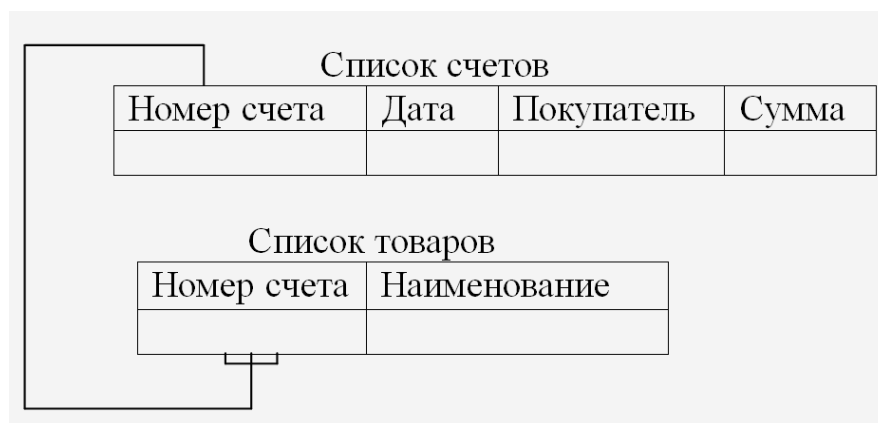 Список счетов
Номер счета Дата Покупатель Сумма
Список товаров
Номер счета Наименование